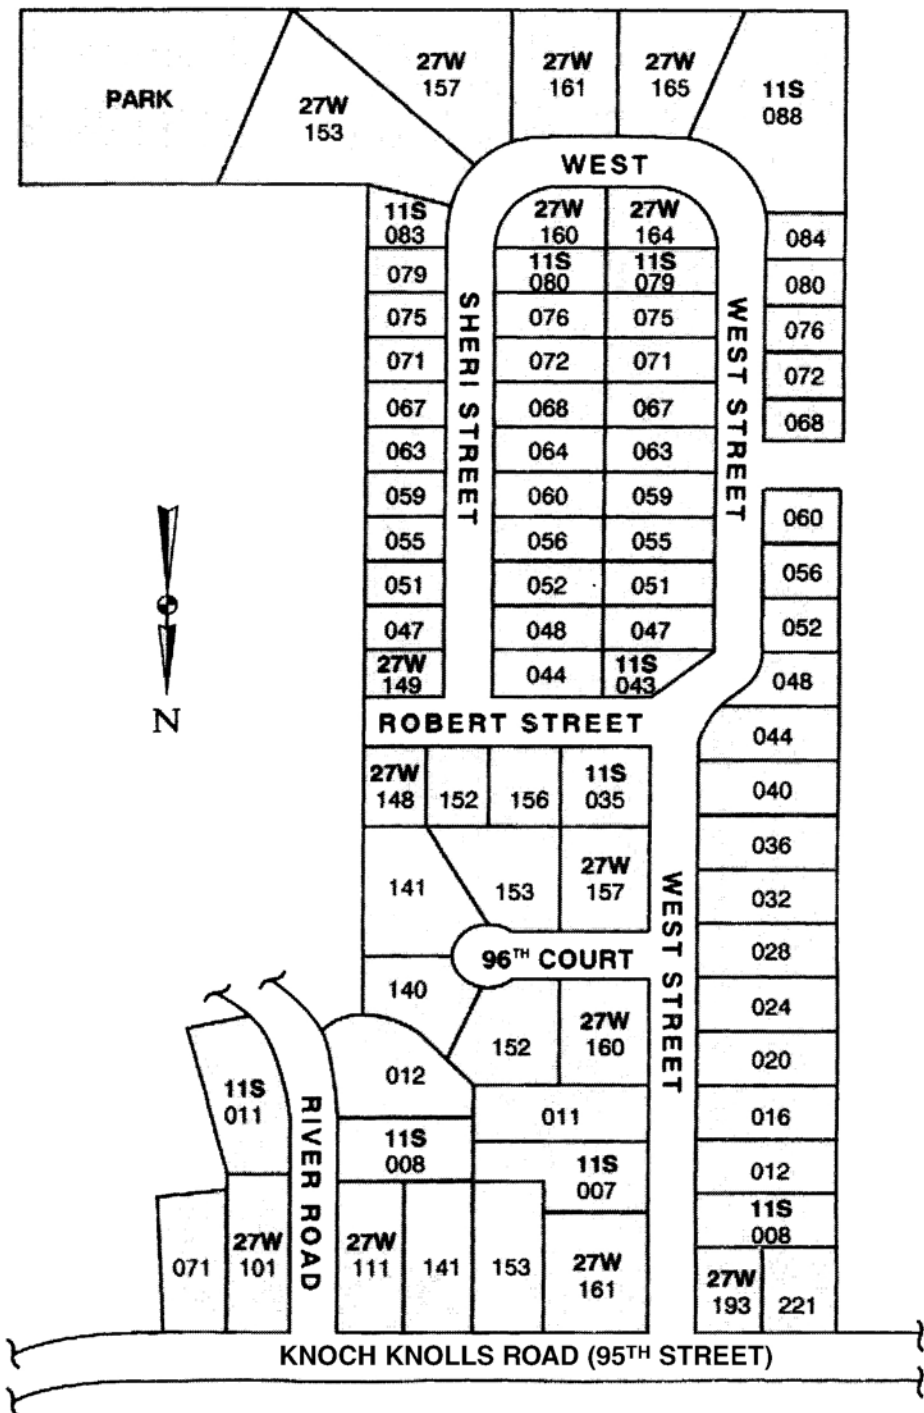 PARK
27W
153
27W
157
27W
161
27W
165
11S
088
WEST
11S
083
079
075
071
067
063
059
055
051
047
27W
149
SHERI STREET
27W
160
11S
080
076
072
068
064
060
056
052
048
044
27W
164
11S
079
075
071
067
063
059
055
051
047
11S
043
WEST STREET
084
080
076
072
068
060
056
052
048
044
040
036
032
028
024
020
016
012
11S
008
27W
193
221
N
ROBERT STREET
27W
148
152
156
11S
035
141
153
27W
157
96TH COURT
WEST STREET
140
152
27W
160
012
011
11S
011
RIVER ROAD
11S
008
11S
007
071
27W
101
27W
111
141
153
27W
161
KNOCH KNOLLS ROAD (95TH STREET)